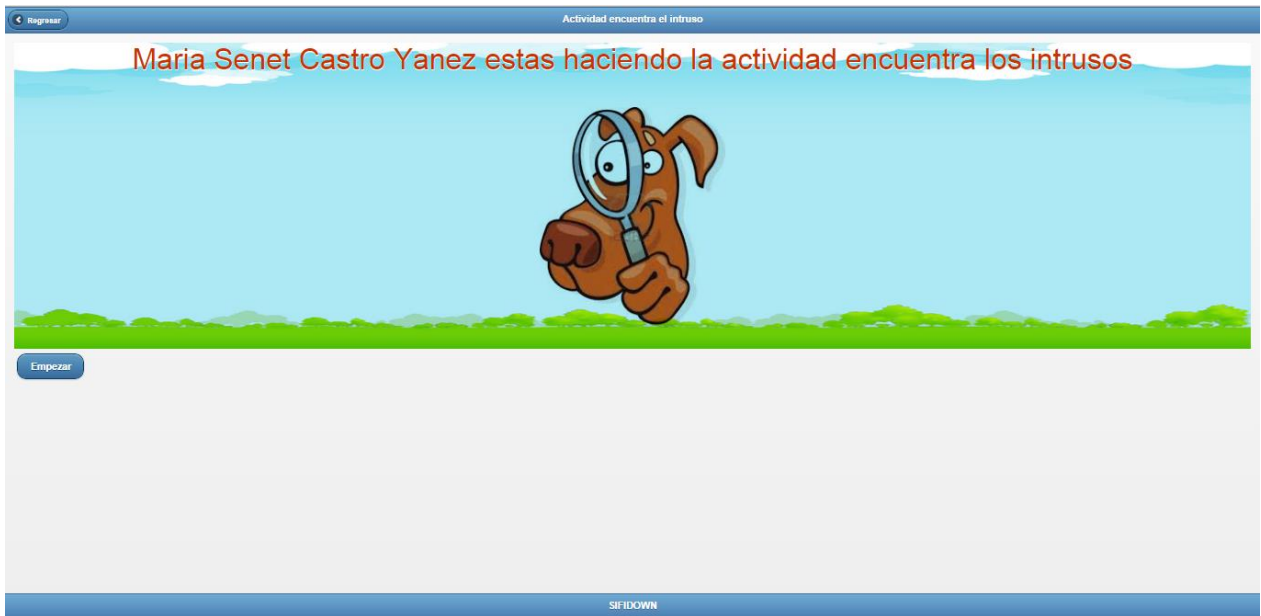 Regresar
Actividad encuentra el intruso
Maria Senet Castro Yanez estas haciendo la actividad encuentra los intrusos
Empezar
SIFIDOWN